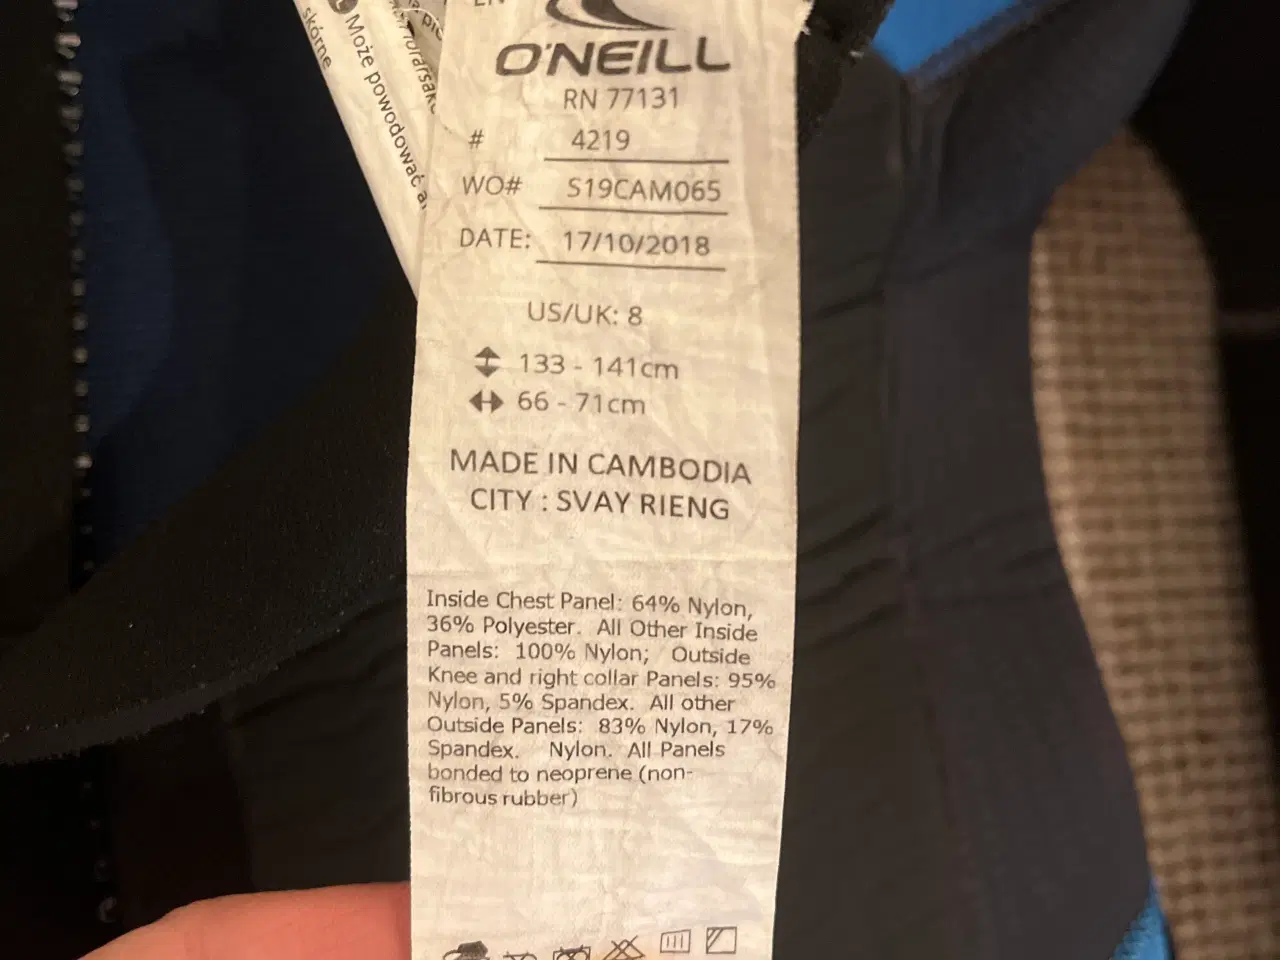 O'NEILL
RN 77131
# 4219
WO# S19CAM065
DATE: 17/10/2018
US/UK: 8
133 - 141cm
66 - 71cm
MADE IN CAMBODIA
CITY : SVAY RIENG
Inside Chest Panel: 64% Nylon,
36% Polyester. All Other Inside
Panels: 100% Nylon; Outside
Knee and right collar Panels: 95%
Nylon, 5% Spandex. All other
Outside Panels: 83% Nylon, 17%
Spandex. Nylon. All Panels
bonded to neoprene (non-
fibrous rubber)
Może powodować
skórne